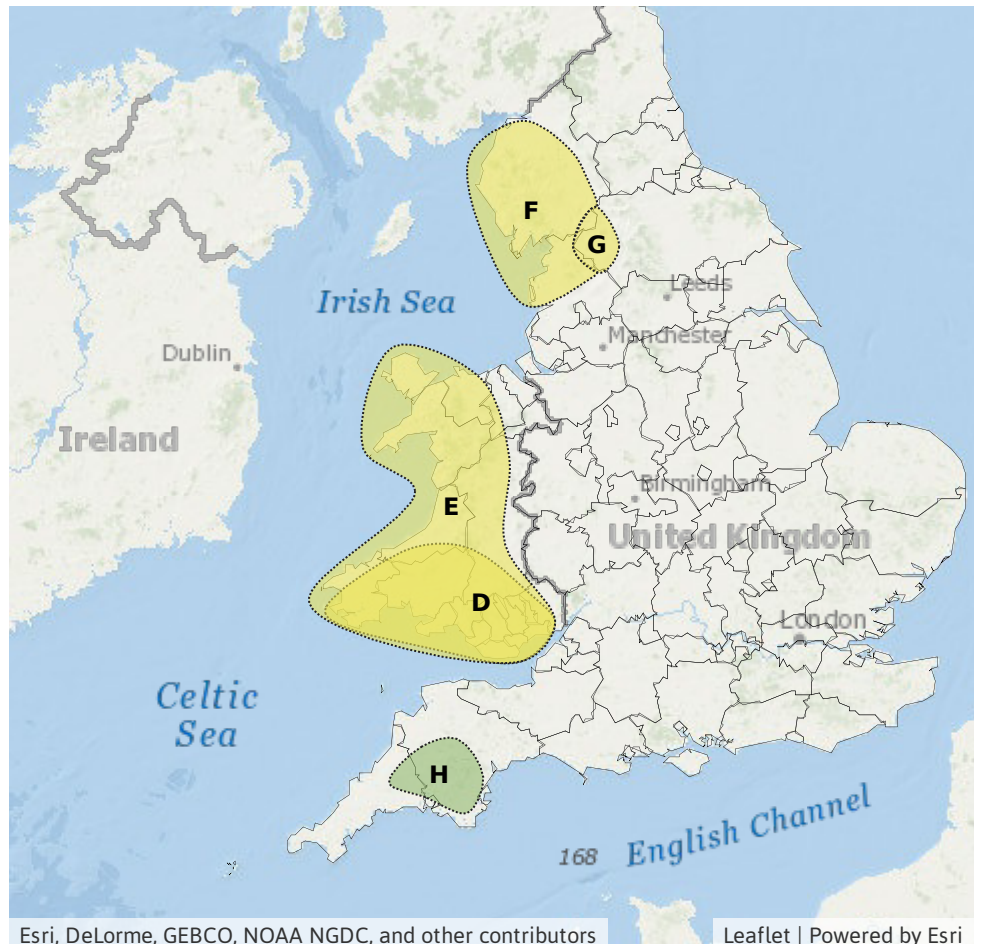 F
G
Leeds
Irish Sea
Manchester
Dublin
Ireland
Birmingham
E
United Kingdom
D
London
Celtic
Sea
H
168
English Channel
Esri, DeLorme, GEBCO, NOAA NGDC, and other contributors
Leaflet | Powered by Esri